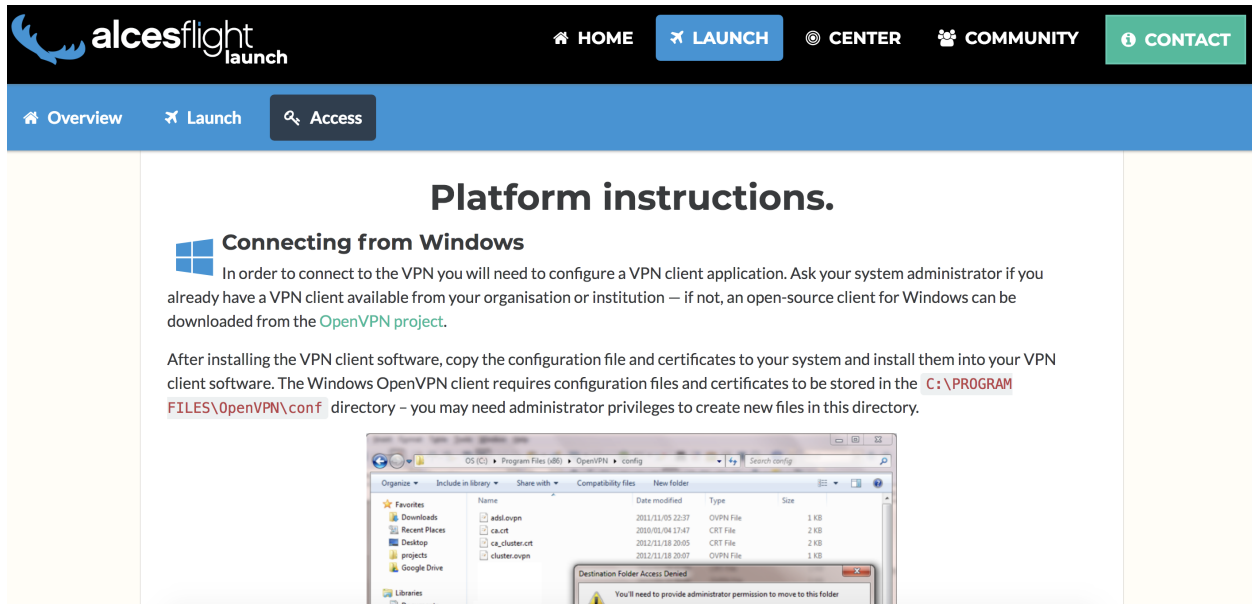 alcesflight
launch
HOME
LAUNCH
CENTER
COMMUNITY
CONTACT
Overview
Launch
Access
Platform instructions.
Connecting from Windows
In order to connect to the VPN you will need to configure a VPN client application. Ask your system administrator if you
already have a VPN client available from your organisation or institution — if not, an open-source client for Windows can be
downloaded from the OpenVPN project.
After installing the VPN client software, copy the configuration file and certificates to your system and install them into your VPN
client software. The Windows OpenVPN client requires configuration files and certificates to be stored in the C:\PROGRAM
FILES\OpenVPN\conf directory – you may need administrator privileges to create new files in this directory.
OS (C:) Program Files (x86) OpenVPN config
Search config
Organize Include in library Share with Compatibility files New folder
Favorites
Downloads
Recent Places
Desktop
projects
Google Drive
Libraries
Name Date modified Type Size
adsl.ovpn 2011/11/05 22:37 OVPN File 1 KB
ca.crt 2010/01/04 17:47 CRT File 2 KB
ca_cluster.crt 2012/11/18 20:05 CRT File 2 KB
cluster.ovpn 2012/11/18 20:07 OVPN File 1 KB
Destination Folder Access Denied
You'll need to provide administrator permission to move to this folder